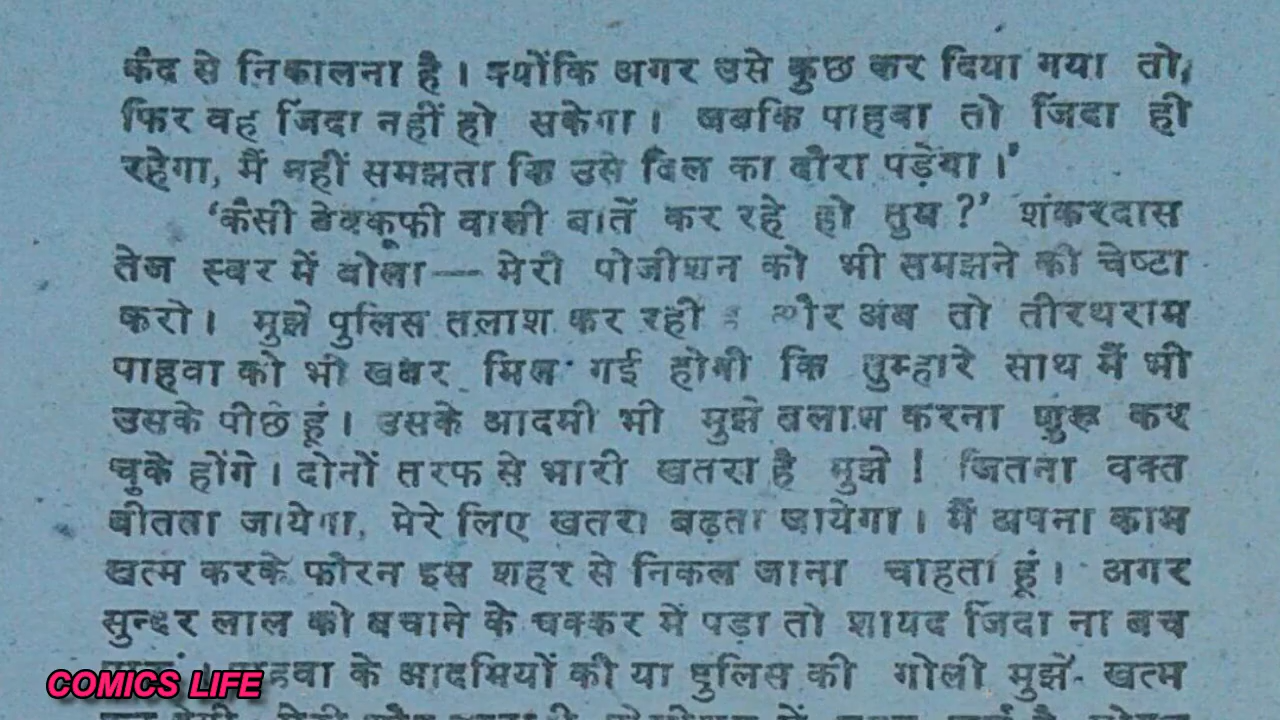 कैद से निकालना है। क्योंकि अगर उसे कुछ कर दिया गया तो,
फिर वह जिंदा नहीं हो सकेगा। जबकि पाहवा तो जिंदा ही
रहेगा, मैं नहीं समझता कि उसे दिल का दौरा पड़ेगा।'
'कैसी बेवकूफी वाली बातें कर रहे हो तुम ?' शंकरदास
तेज स्वर में बोला— मेरी पोजीशन को भी समझने की चेष्टा
करो। मुझे पुलिस तलाश कर रही और अब तो तीरथराम
पाहवा को भी खबर मिल गई होगी कि तुम्हारे साथ मैं भी
उसके पीछे हूं। उसके आदमी भी मुझे तलाश करना शुरू कर
चुके होंगे। दोनों तरफ से भारी खतरा है मुझे ! जितना वक्त
बीतता जायेगा, मेरे लिए खतरा बढ़ता जायेगा। मैं अपना काम
खत्म करके फौरन इस शहर से निकल जाना चाहता हूं। अगर
सुन्दर लाल को बचाने के चक्कर में पड़ा तो शायद जिंदा ना बच
के आदमियों की या पुलिस की गोली मुझे खत्म
COMICS LIFE